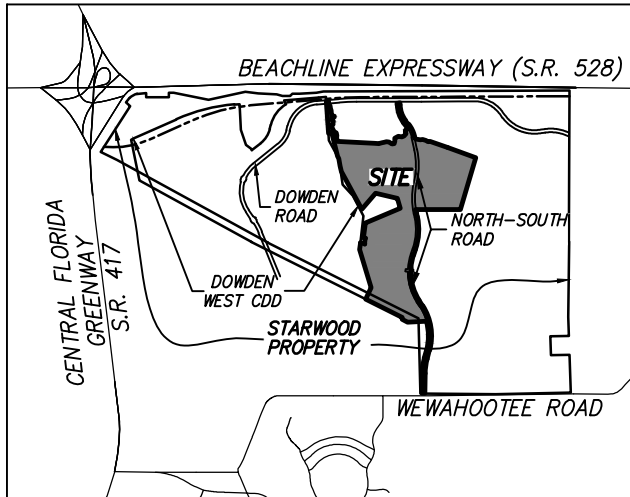 BEACHLINE EXPRESSWAY (S.R. 528)
SITE
DOWDEN
ROAD
NORTH-SOUTH
ROAD
DOWDEN
WEST CDD
CENTRAL FLORIDA
GREENWAY
S.R. 417
STARWOOD
PROPERTY
WEWAHOOTEE ROAD